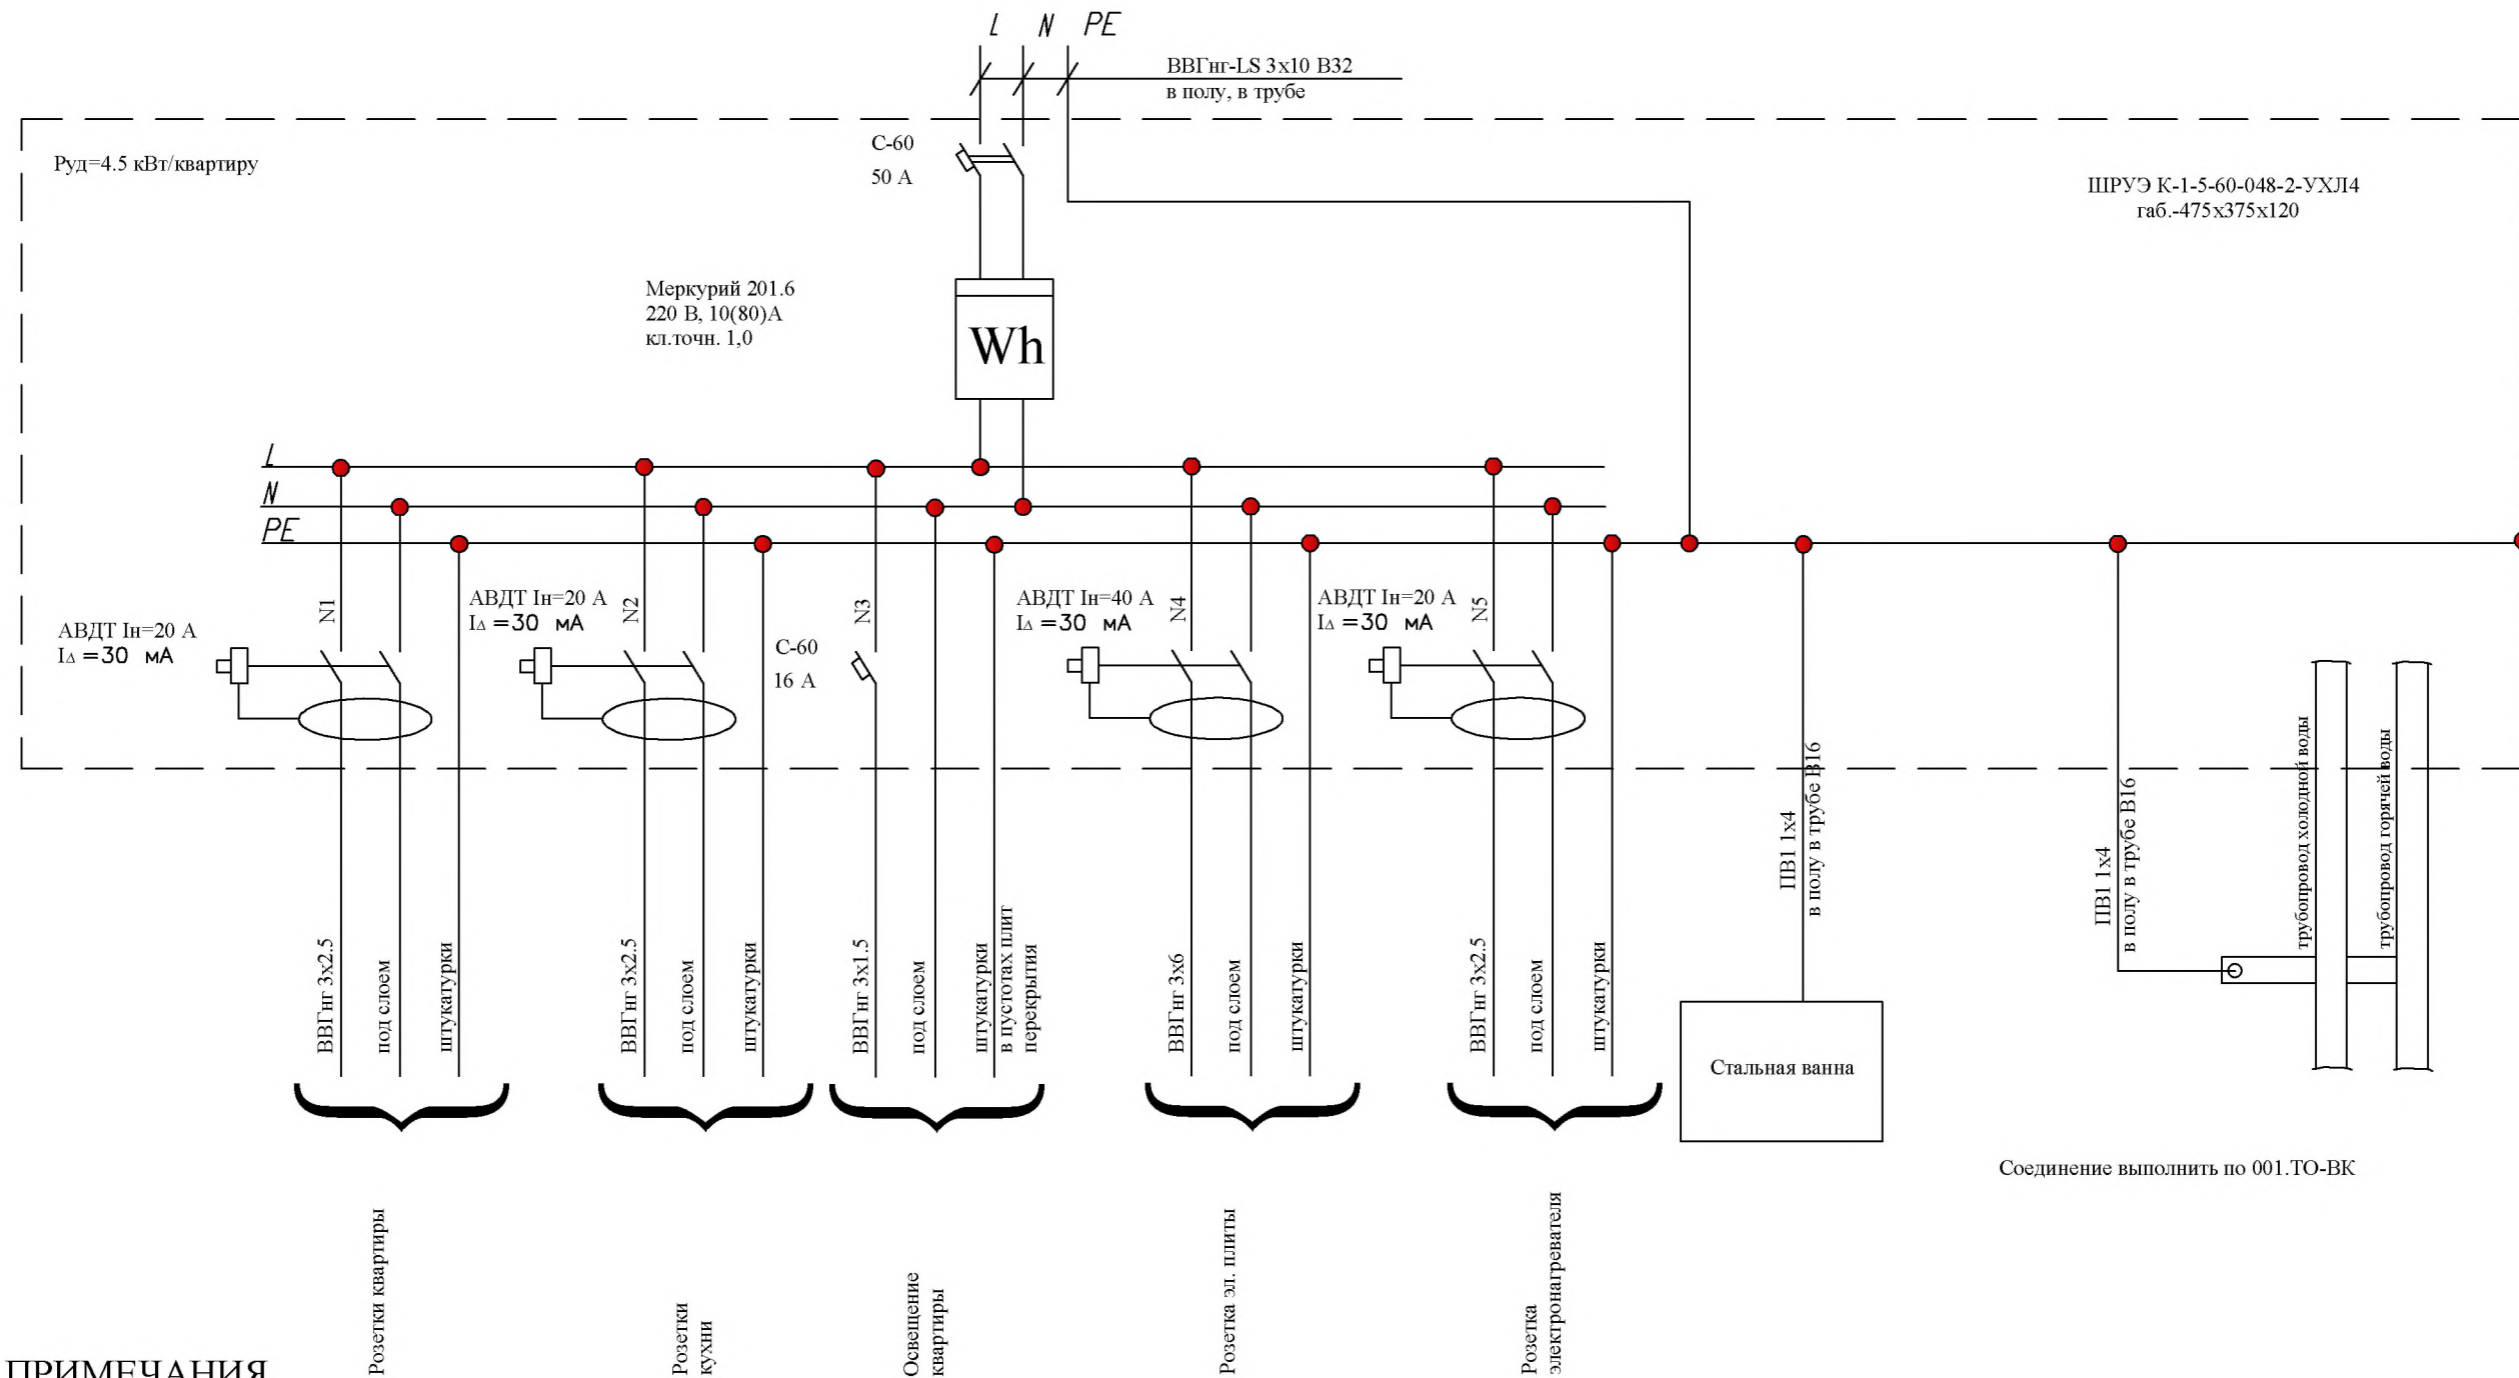 L N PE
ВВГнг-LS 3х10 В32
в полу, в трубе
Руд=4.5 кВт/квартиру
С-60
50 А
ШРУЭ К-1-5-60-048-2-УХЛ4
габ.-475х375х120
Меркурий 201.6
220 В, 10(80)А
кл.точн. 1,0
Wh
L
N
PE
АВДТ Iн=20 А
IΔ =30 мА
N1
АВДТ Iн=20 А
IΔ =30 мА
N2
С-60
16 А
N3
АВДТ Iн=40 А
IΔ =30 мА
N4
АВДТ Iн=20 А
IΔ =30 мА
N5
ВВГнг 3х2.5
под слоем
штукатурки
ВВГнг 3х2.5
под слоем
штукатурки
ВВГнг 3х1.5
под слоем
штукатурки
в пустотах плит
перекрытия
ВВГнг 3х6
под слоем
штукатурки
ВВГнг 3х2.5
под слоем
штукатурки
ПВ1 1х4
в полу в трубе В16
ПВ1 1х4
в полу в трубе В16
трубопровод холодной воды
трубопровод горячей воды
Стальная ванна
Соединение выполнить по 001.ТО-ВК
Розетки квартиры
Розетки
кухни
Освещение
квартиры
Розетка эл. плиты
Розетка
электронагревателя
ПРИМЕЧАНИЯ